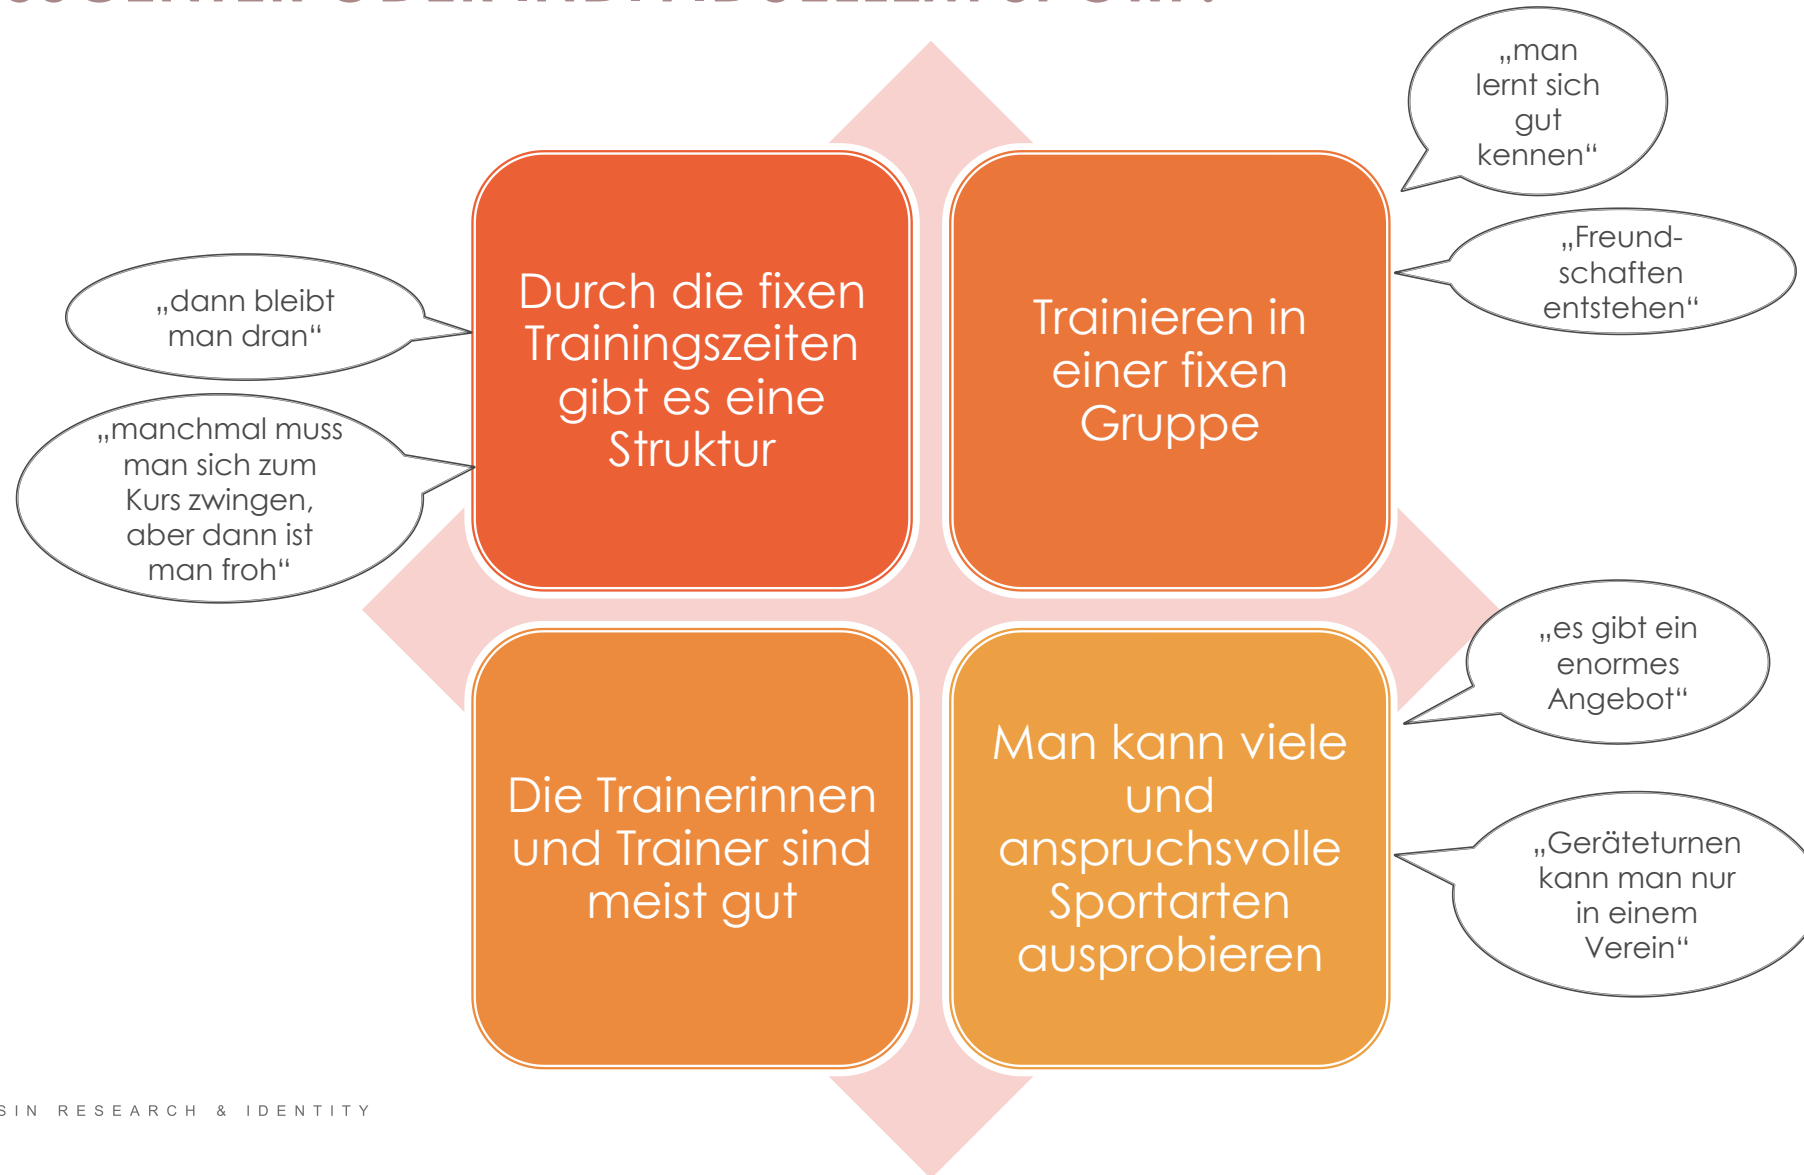 „man
lernt sich
gut
kennen“
„Freund-
schaften
entstehen“
„dann bleibt
man dran“
„manchmal muss
man sich zum
Kurs zwingen,
aber dann ist
man froh“
Durch die fixen
Trainingszeiten
gibt es eine
Struktur
Trainieren in
einer fixen
Gruppe
Die Trainerinnen
und Trainer sind
meist gut
Man kann viele
und
anspruchsvolle
Sportarten
ausprobieren
„es gibt ein
enormes
Angebot“
„Geräteturnen
kann man nur
in einem
Verein“
RESEARCH & IDENTITY